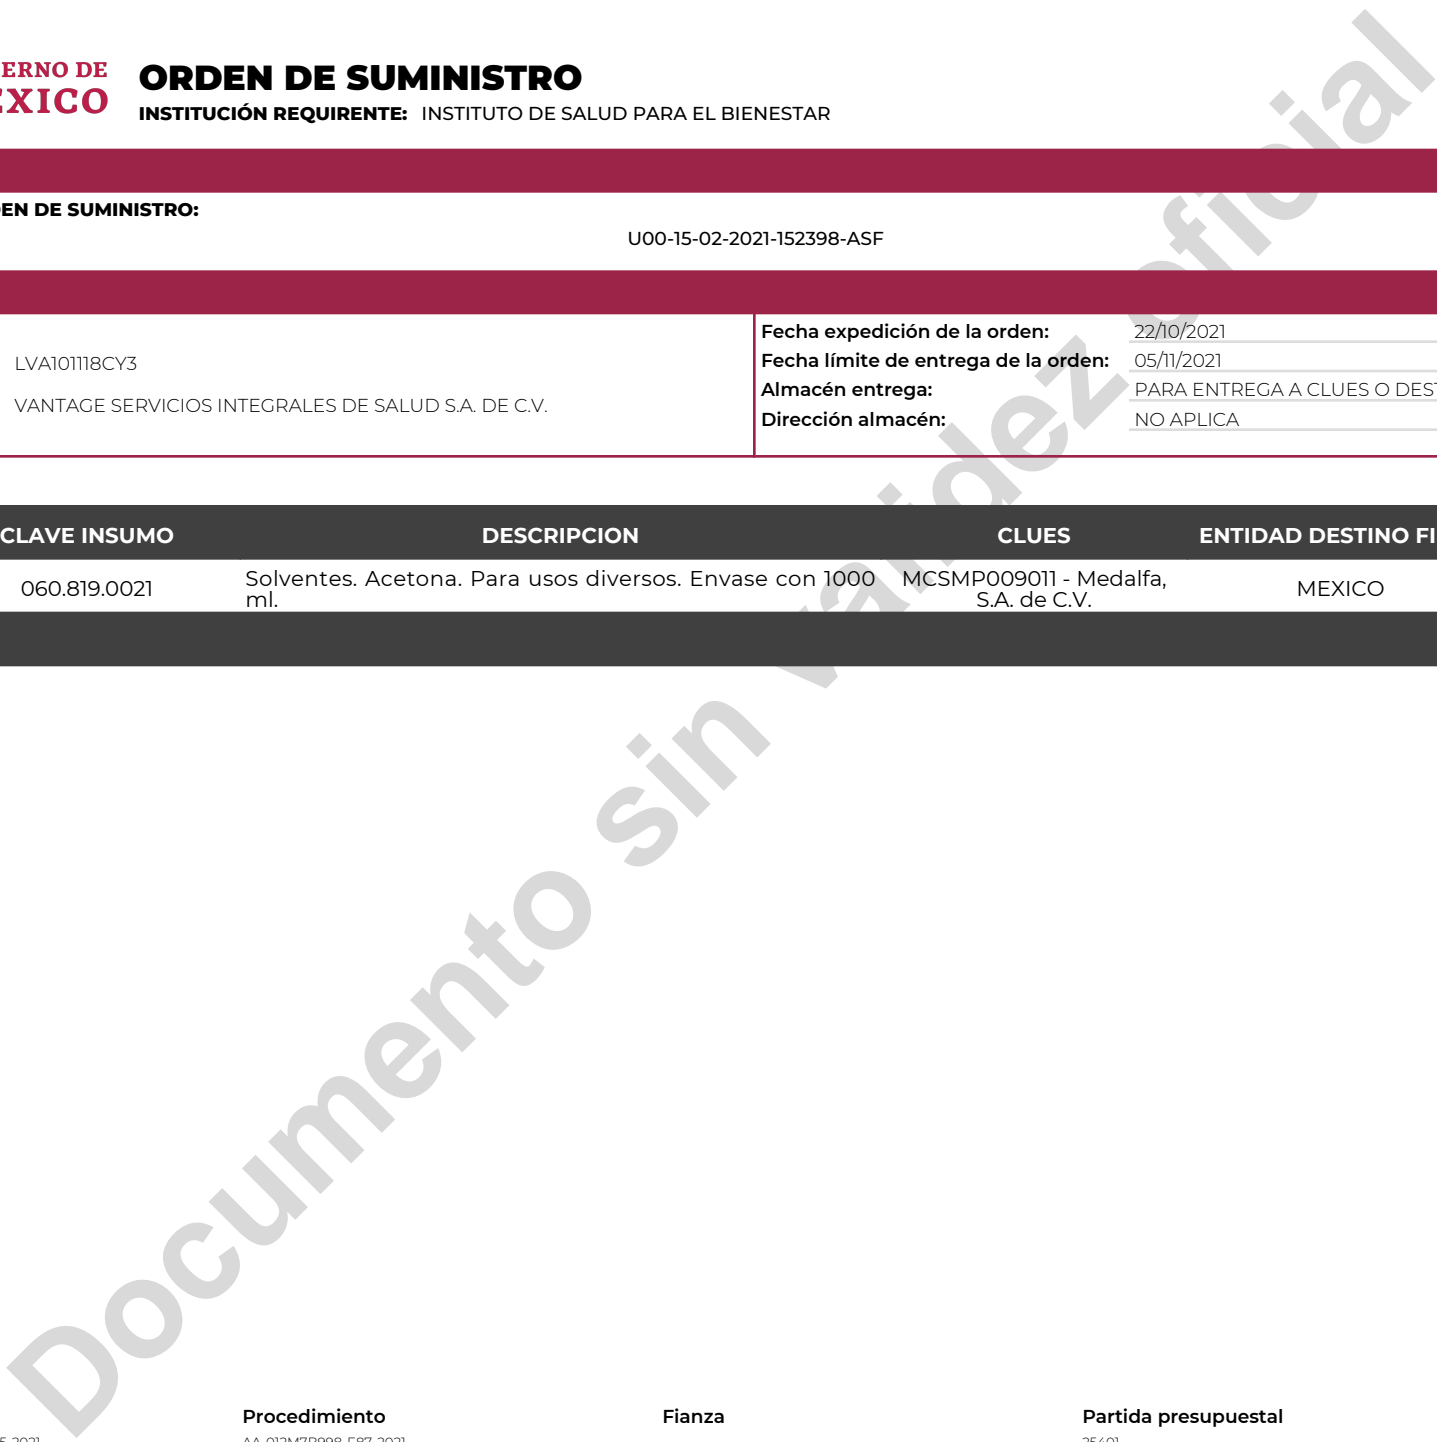 ERNO DE
EXICO
ORDEN DE SUMINISTRO
INSTITUCIÓN REQUIRENTE: INSTITUTO DE SALUD PARA EL BIENESTAR
EN DE SUMINISTRO:
U00-15-02-2021-152398-ASF
LVA101118CY3
VANTAGE SERVICIOS INTEGRALES DE SALUD S.A. DE C.V.
Fecha expedición de la orden: 22/10/2021
Fecha límite de entrega de la orden: 05/11/2021
Almacén entrega: PARA ENTREGA A CLUES O DEST
Dirección almacén: NO APLICA
CLAVE INSUMO DESCRIPCION CLUES ENTIDAD DESTINO FI
060.819.0021 Solventes. Acetona. Para usos diversos. Envase con 1000 MCSMP009011 - Medalfa, MEXICO
ml. S.A. de C.V.
Documento sin validez oficial
Procedimiento Fianza Partida presupuestal